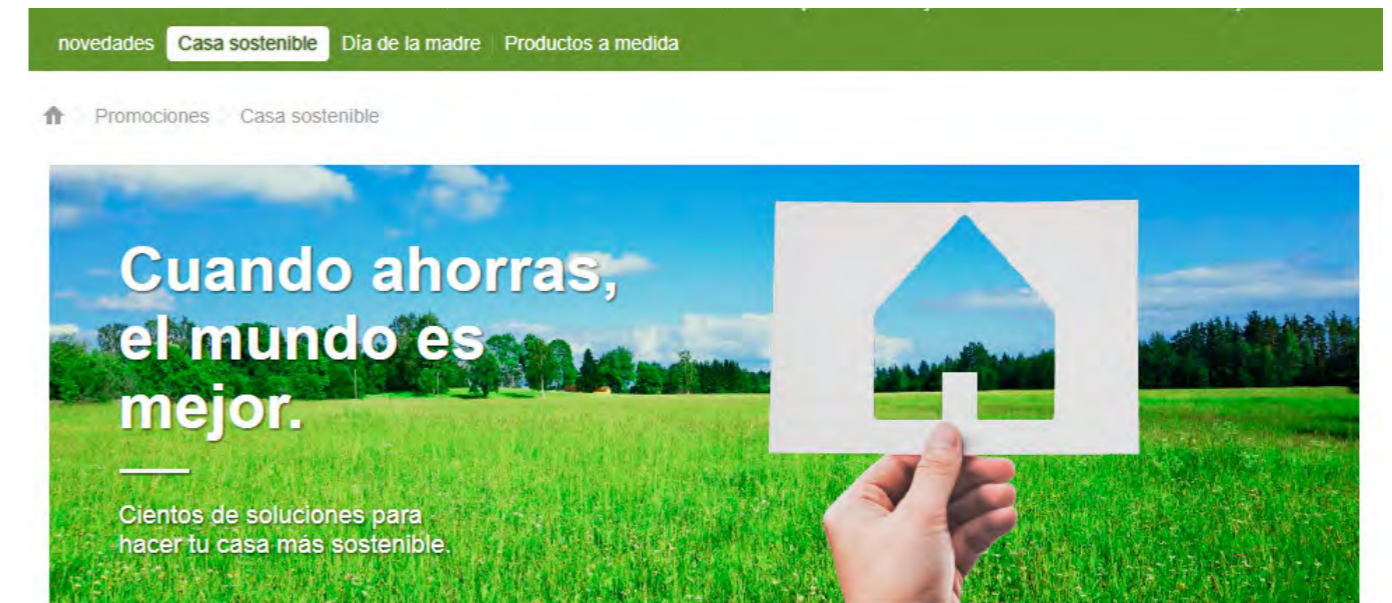 novedades Casa sostenible Día de la madre Productos a medida
Promociones Casa sostenible
Cuando ahorras,
el mundo es
mejor.
Cientos de soluciones para
hacer tu casa más sostenible.